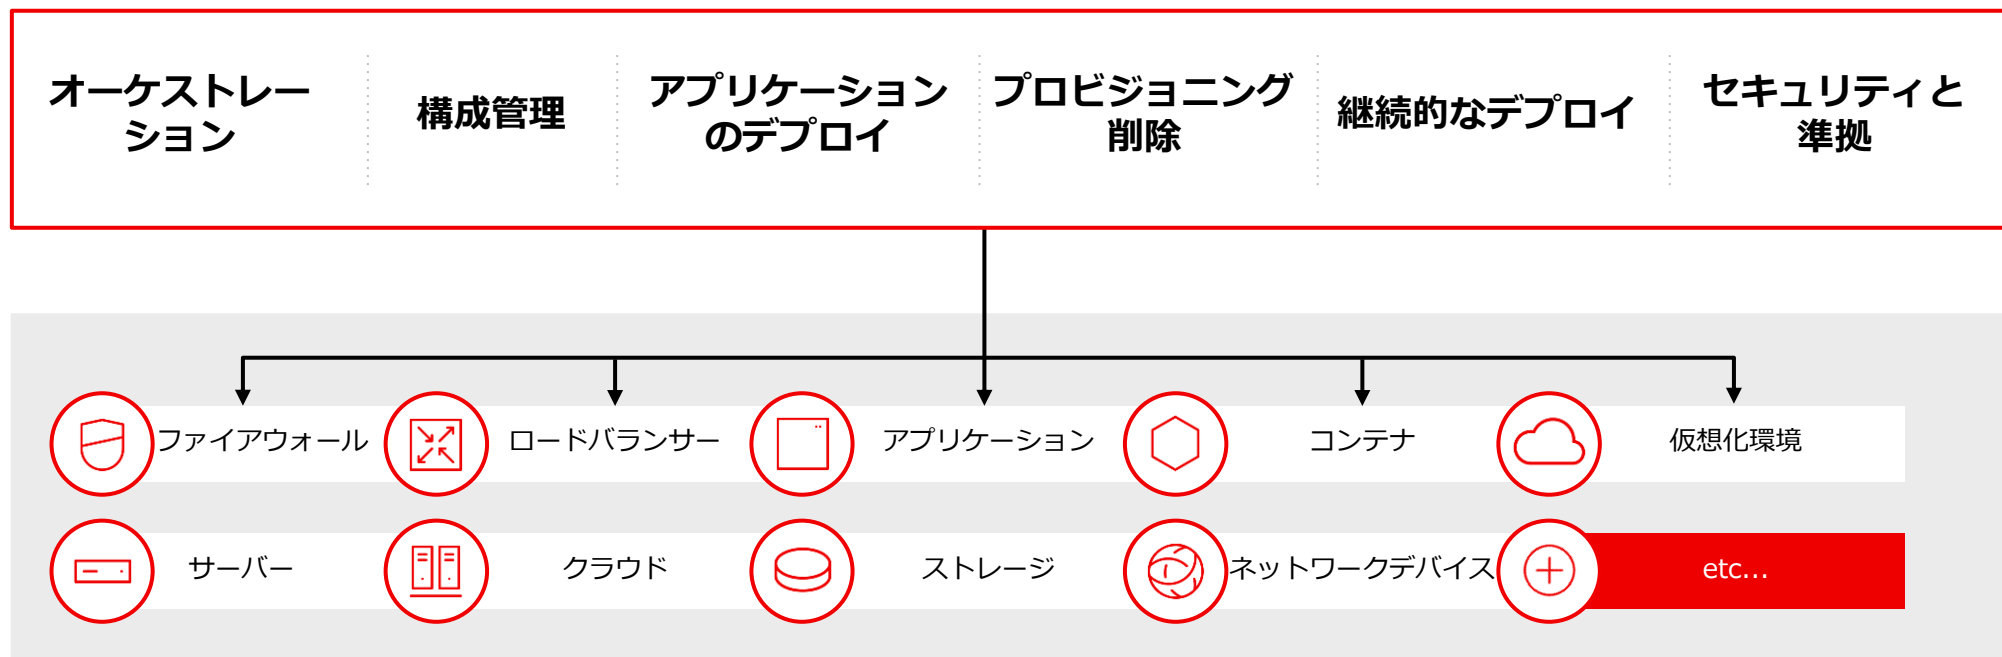 オーケストレー
ション
構成管理
アプリケーション
のデプロイ
プロビジョニング
削除
継続的なデプロイ
セキュリティと
準拠
ファイアウォール
ロードバランサー
アプリケーション
コンテナ
仮想化環境
サーバー
クラウド
ストレージ
ネットワークデバイス
etc...